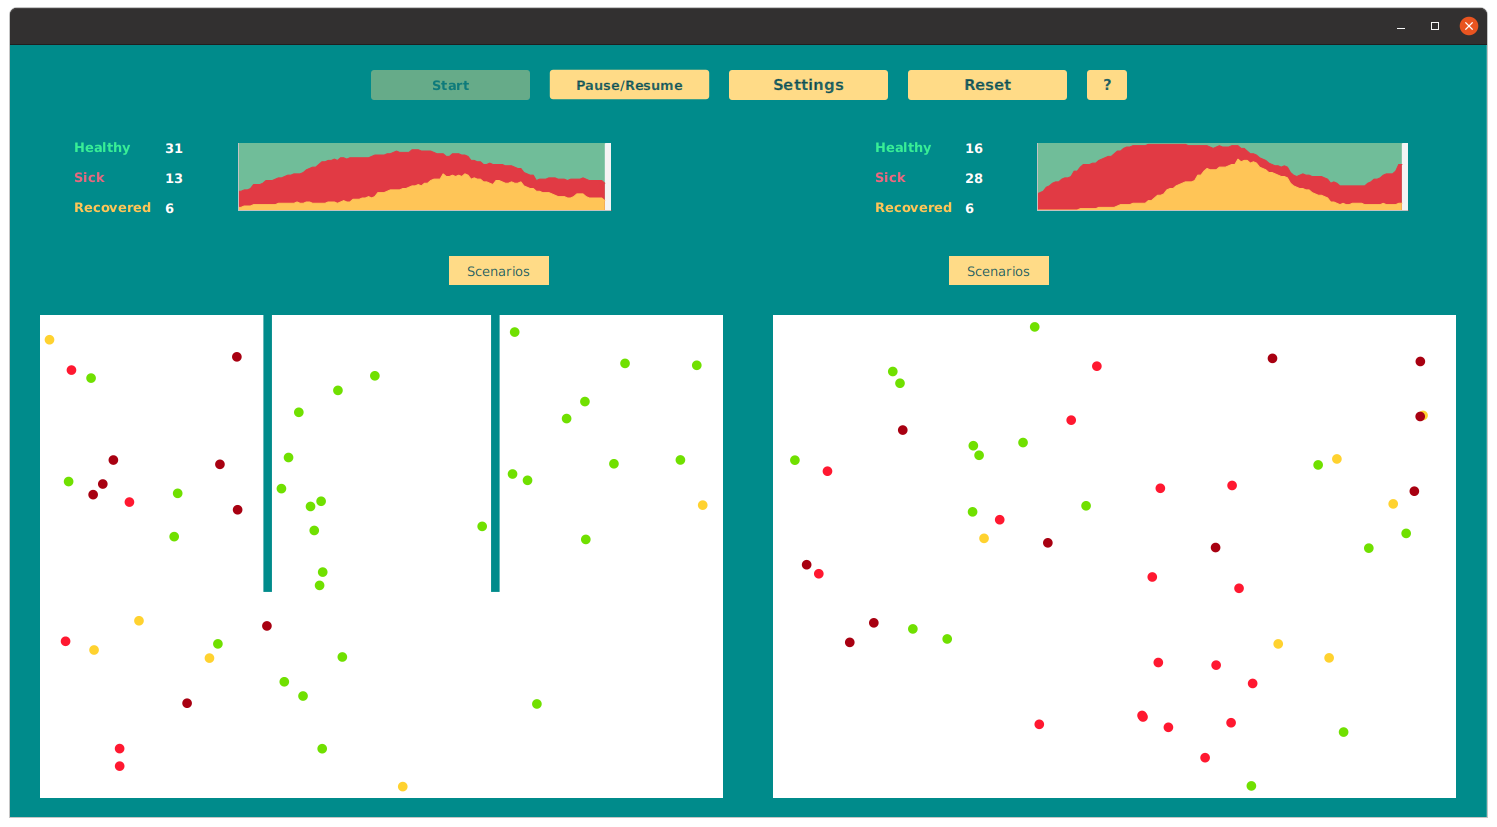 Start Pause/Resume Settings Reset ?
Healthy 31
Sick 13
Recovered 6
Healthy 16
Sick 28
Recovered 6
Scenarios
Scenarios